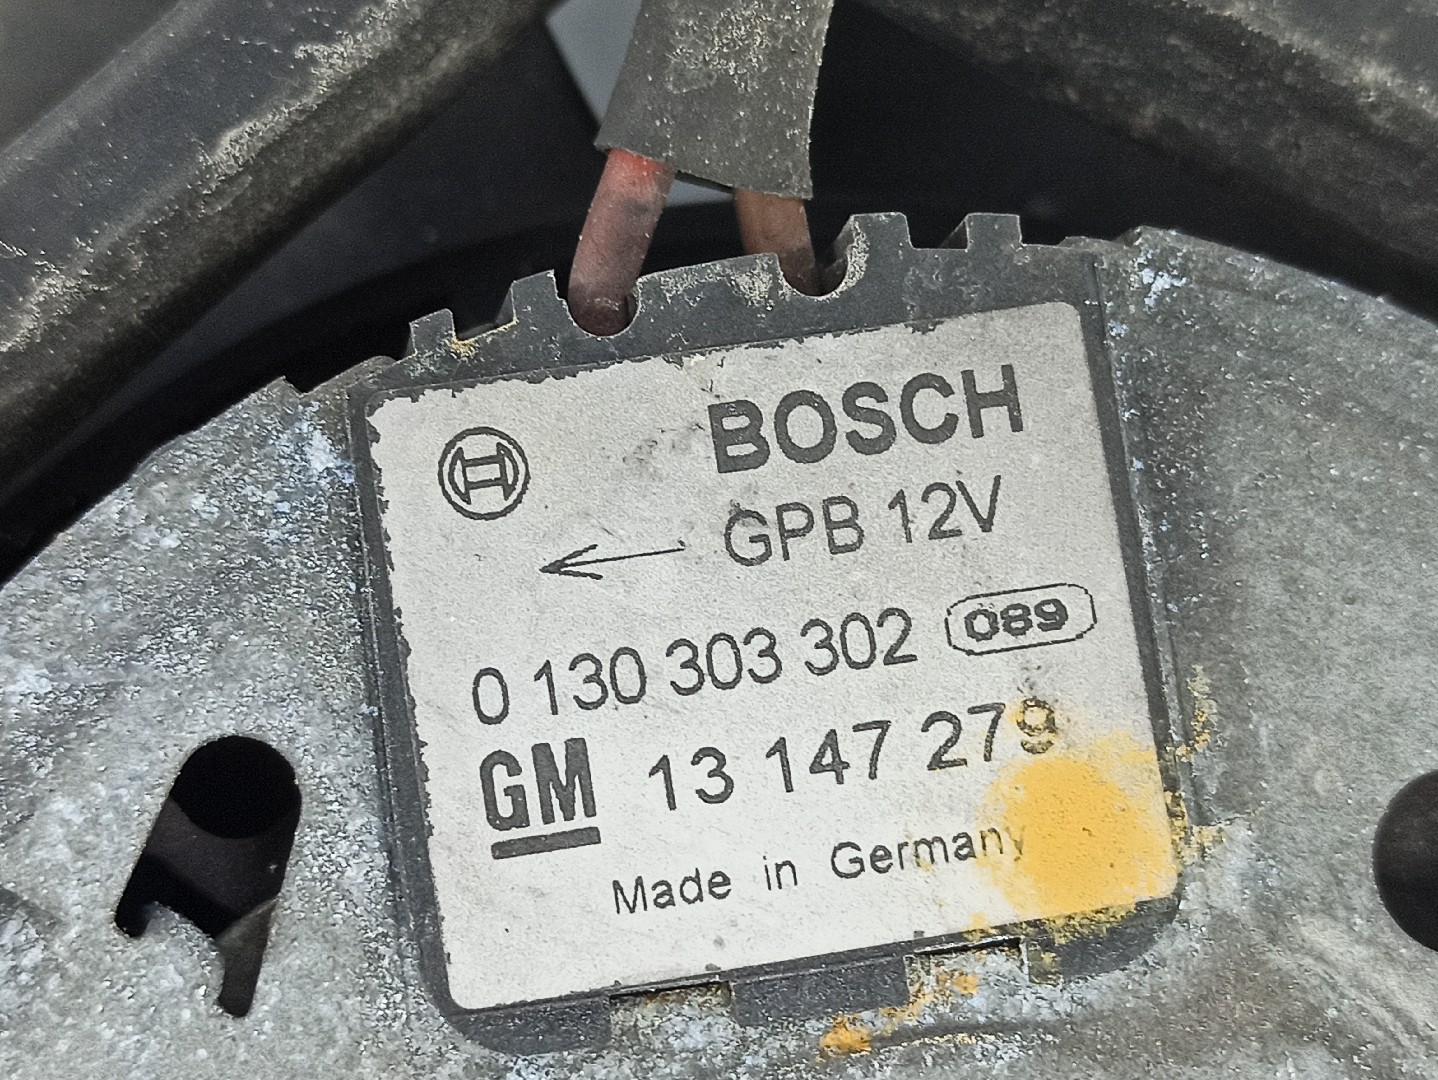 BOSCH
GPB 12V
0 130 303 302 089
GM 13 147 279
Made in Germany